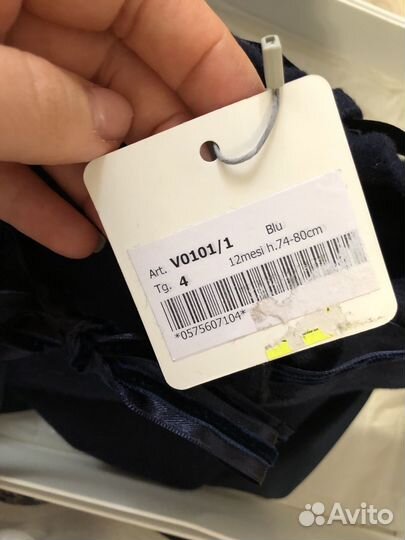 Art. V0101/1 Blu
Tg. 4 12mesi h.74-80cm
*0575607104*
Avito